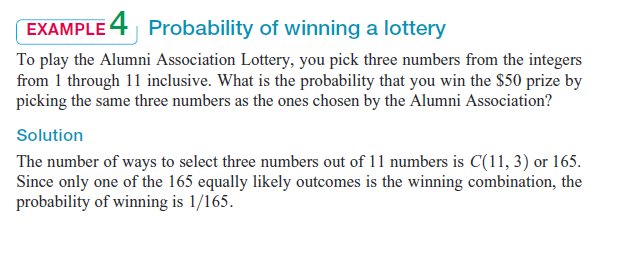 EXAMPLE 4 Probability of winning a lottery
To play the Alumni Association Lottery, you pick three numbers from the integers
from 1 through 11 inclusive. What is the probability that you win the $50 prize by
picking the same three numbers as the ones chosen by the Alumni Association?
Solution
The number of ways to select three numbers out of 11 numbers is C(11, 3) or 165.
Since only one of the 165 equally likely outcomes is the winning combination, the
probability of winning is 1/165.